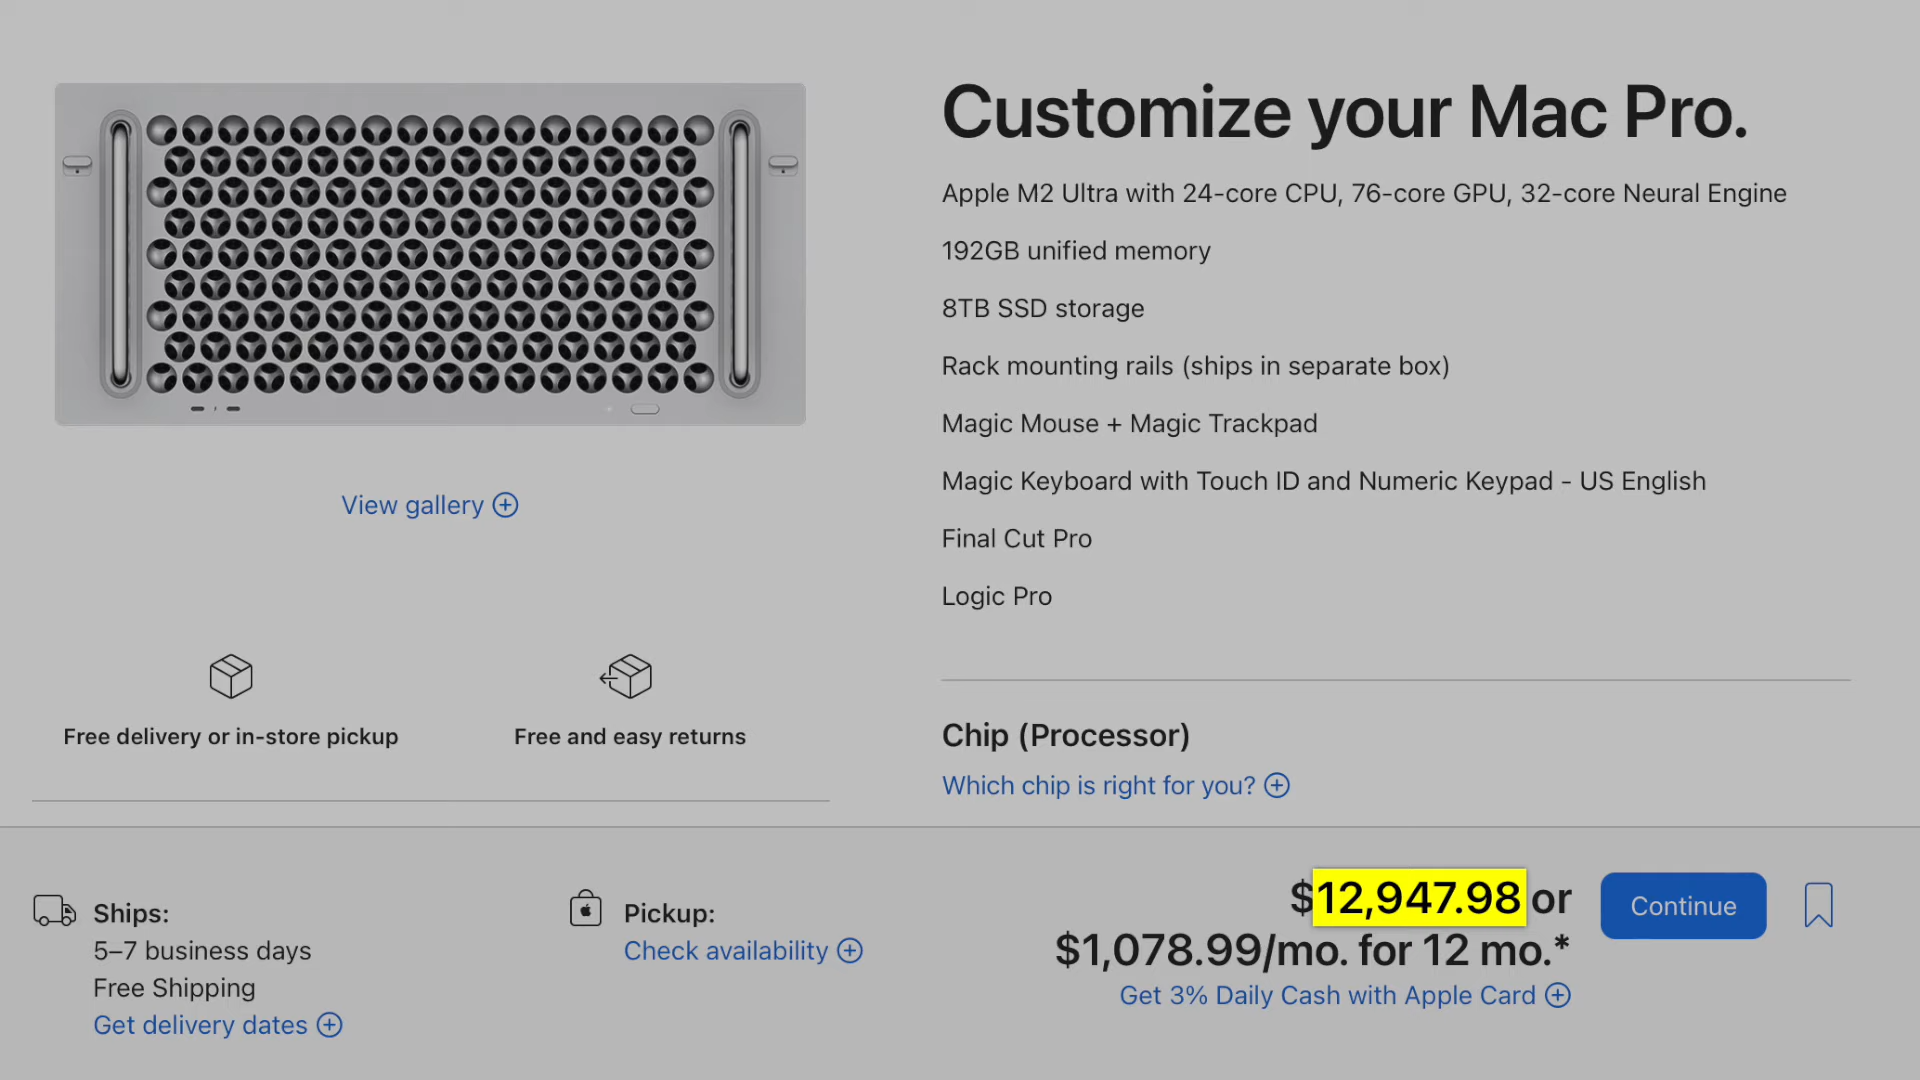 Customize your Mac Pro.
Apple M2 Ultra with 24-core CPU, 76-core GPU, 32-core Neural Engine
192GB unified memory
8TB SSD storage
Rack mounting rails (ships in separate box)
Magic Mouse + Magic Trackpad
Magic Keyboard with Touch ID and Numeric Keypad - US English
Final Cut Pro
Logic Pro
View gallery
Free delivery or in-store pickup
Free and easy returns
Chip (Processor)
Which chip is right for you?
Ships:
5–7 business days
Free Shipping
Get delivery dates
Pickup:
Check availability
$12,947.98 or
$1,078.99/mo. for 12 mo.*
Get 3% Daily Cash with Apple Card
Continue